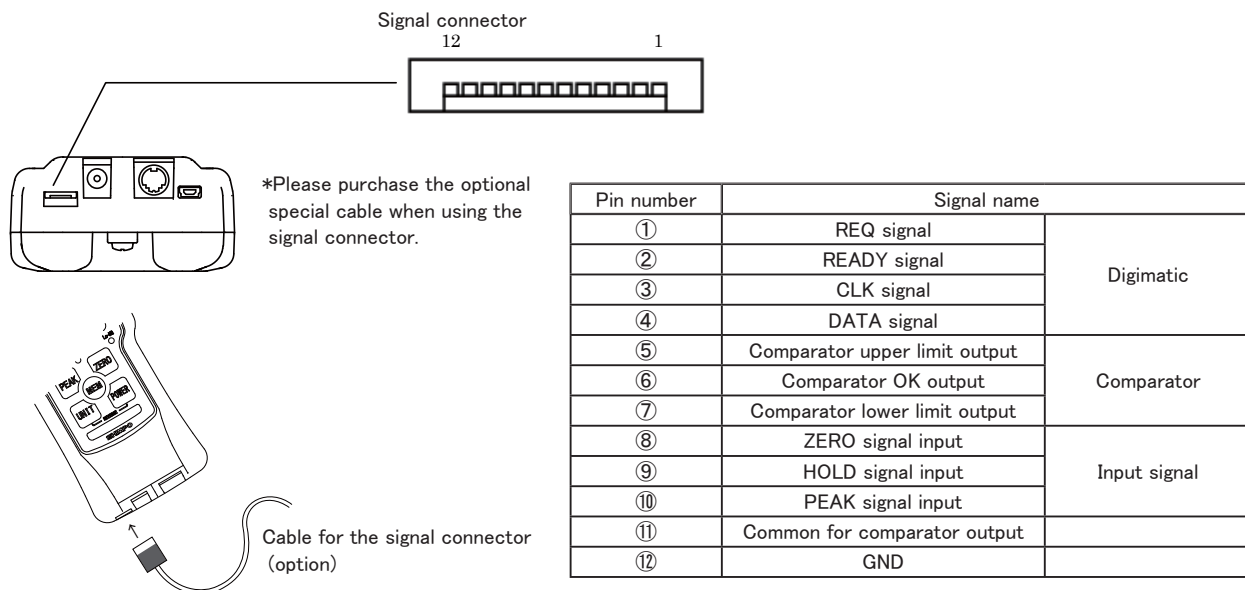 Signal connector
12 1
*Please purchase the optional
special cable when using the
signal connector.
PEAK
ZERO
MEM
UNIT
POWER
Cable for the signal connector
(option)
Pin number Signal name
① REQ signal Digimatic
② READY signal
③ CLK signal
④ DATA signal
⑤ Comparator upper limit output Comparator
⑥ Comparator OK output
⑦ Comparator lower limit output
⑧ ZERO signal input Input signal
⑨ HOLD signal input
⑩ PEAK signal input
⑪ Common for comparator output
⑫ GND